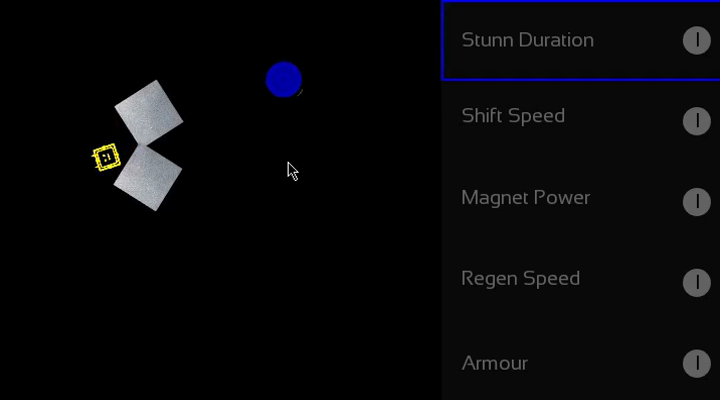 Stunn Duration
Shift Speed
Magnet Power
Regen Speed
Armour